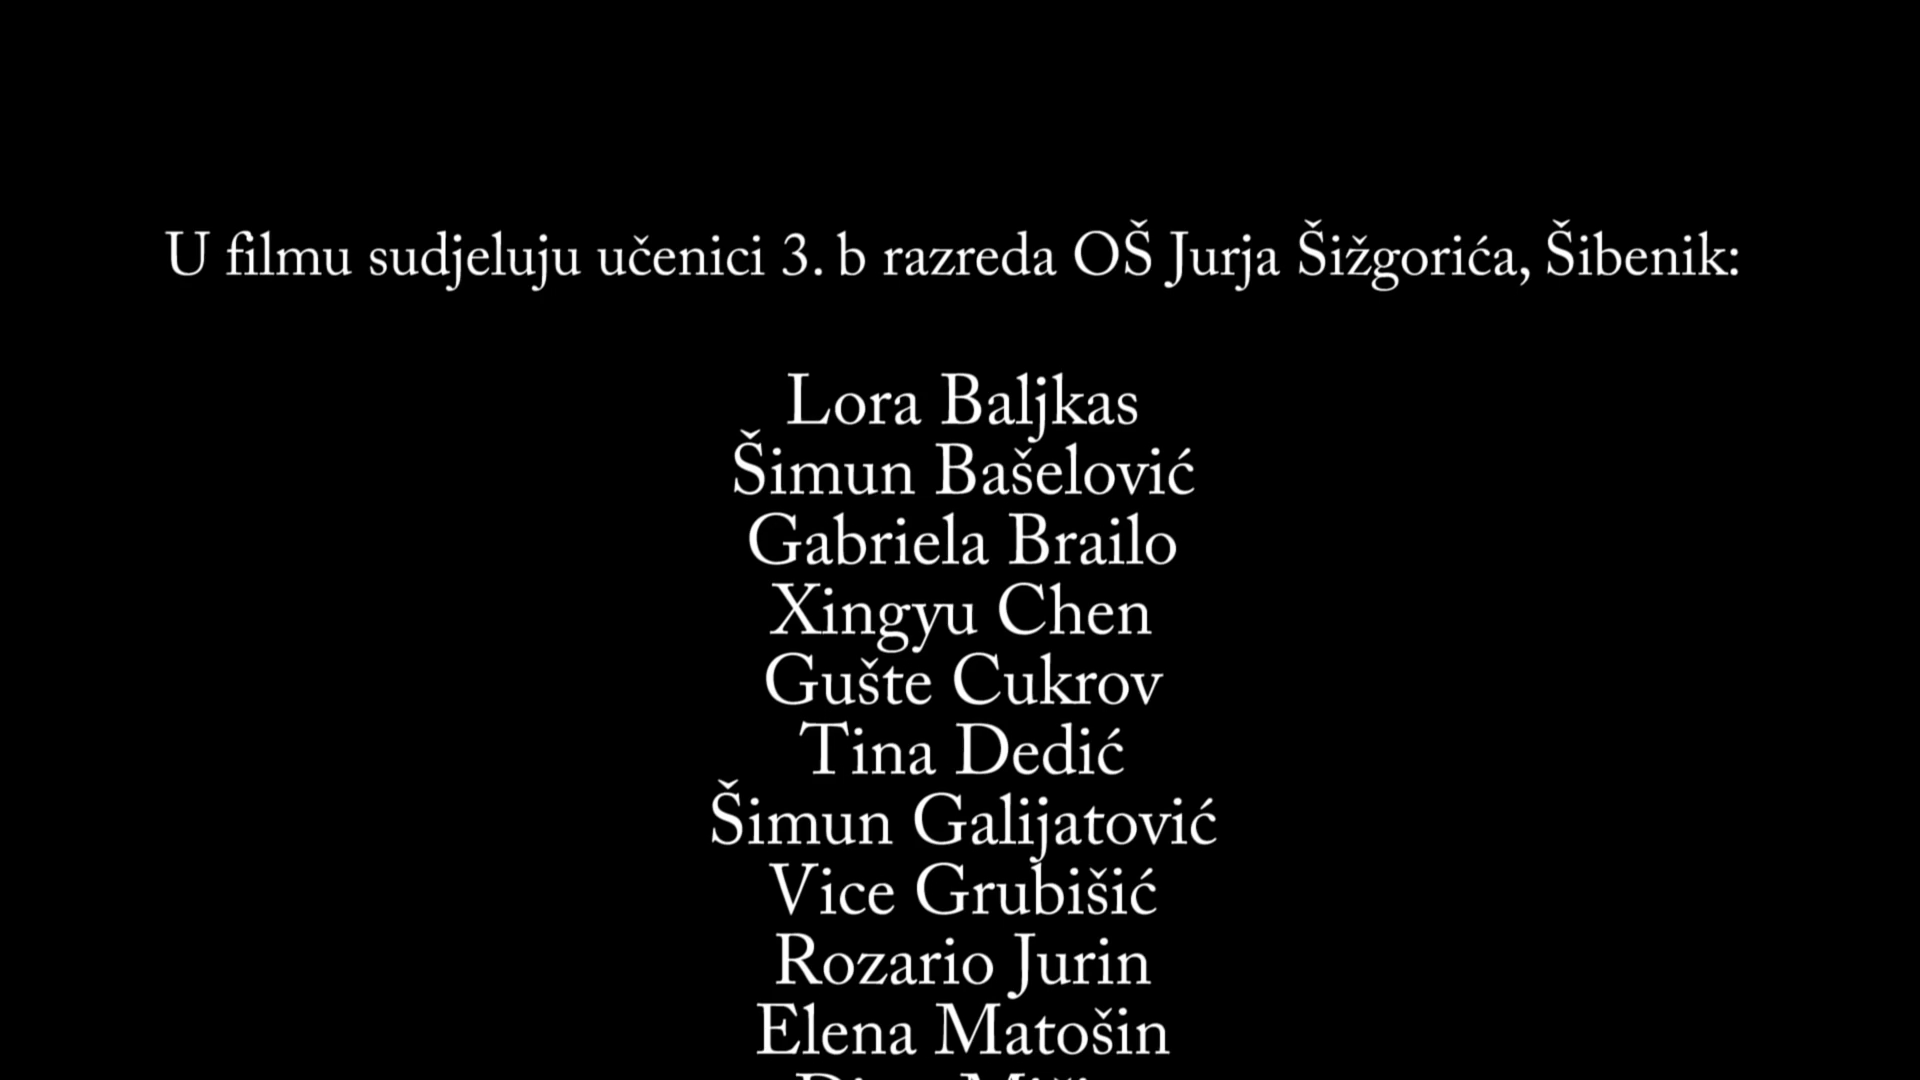 U filmu sudjeluju učenici 3. b razreda OŠ Jurja Šižgorića, Šibenik:
Lora Baljkas
Šimun Bašelović
Gabriela Brailo
Xingyu Chen
Gušte Cukrov
Tina Dedić
Šimun Galijatović
Vice Grubišić
Rozario Jurin
Elena Matošin